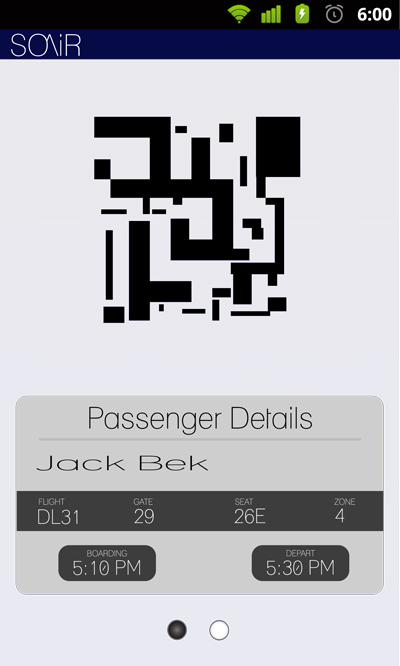 6:00
SOAiR
Passenger Details
Jack Bek
FLIGHT GATE SEAT ZONE
DL31 29 26E 4
BOARDING DEPART
5:10 PM 5:30 PM